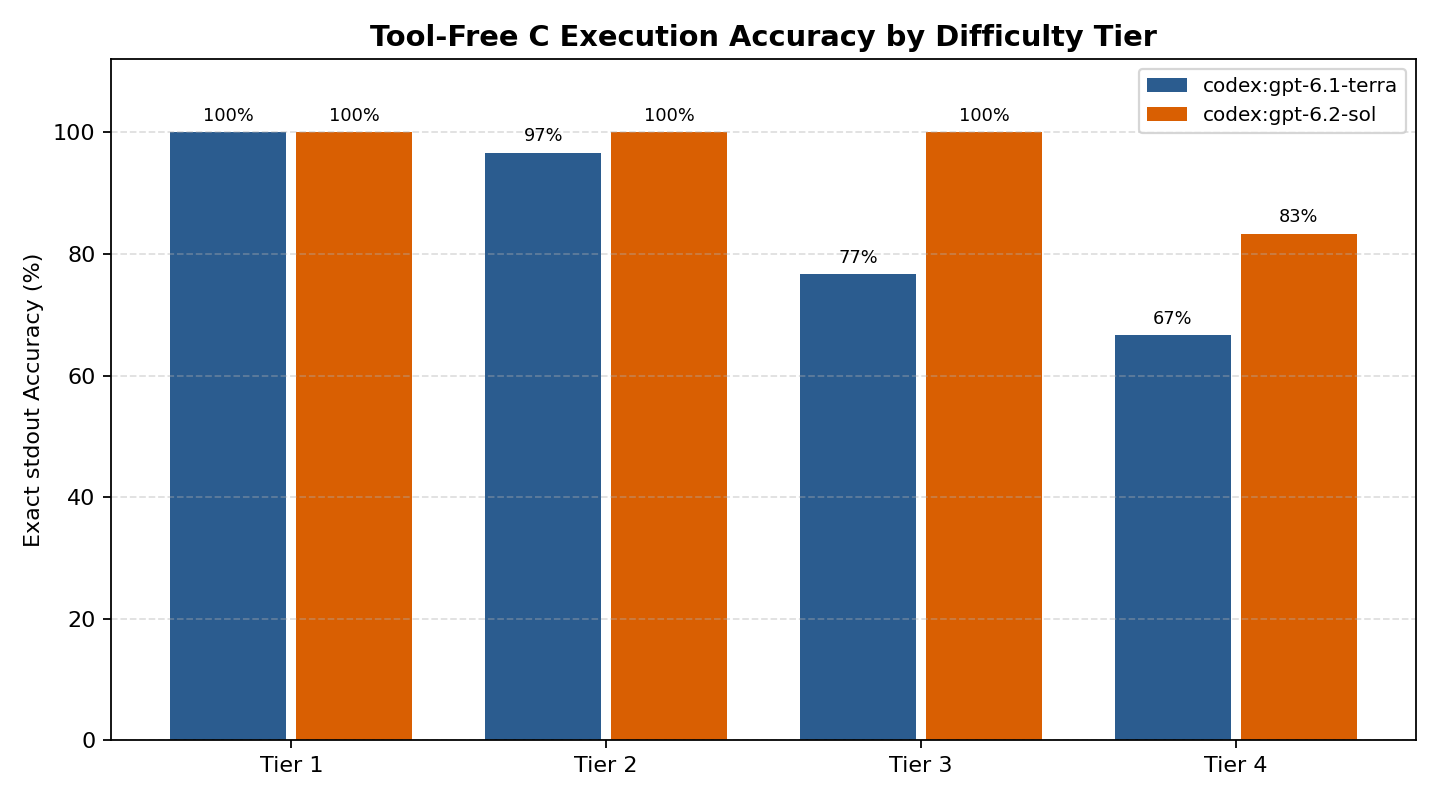 Tool-Free C Execution Accuracy by Difficulty Tier
codex:gpt-6.1-terra
codex:gpt-6.2-sol
Exact stdout Accuracy (%)
100
80
60
40
20
0
100%
100%
97%
100%
77%
100%
67%
83%
Tier 1
Tier 2
Tier 3
Tier 4